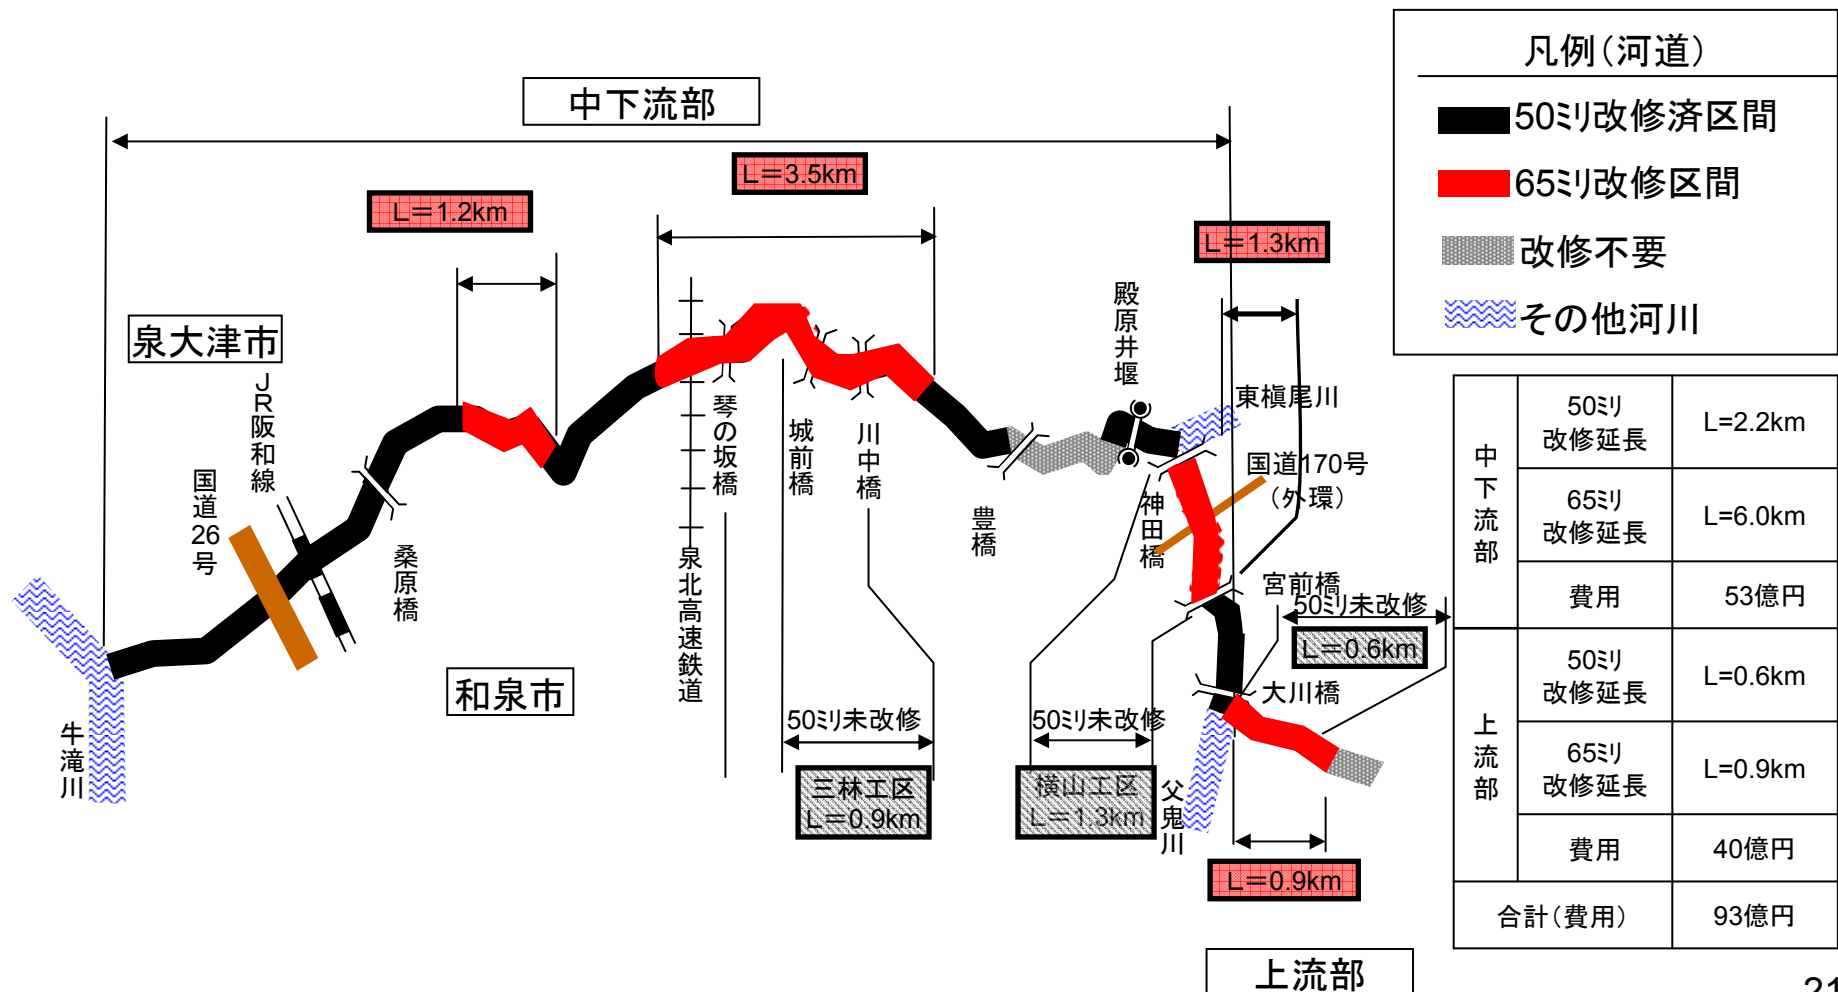 中下流部
L=3.5km
L=1.2km
L=1.3km
凡例(河道)
50ミリ改修済区間
65ミリ改修区間
改修不要
その他河川
泉大津市
JR阪和線
国道26号
桑原橋
和泉市
牛滝川
琴の坂橋
泉北高速鉄道
城前橋
川中橋
豊橋
殿原井堰
東槇尾川
国道170号
(外環)
神田橋
宮前橋
50ミリ未改修
L=0.6km
大川橋
50ミリ未改修
三林工区
L=0.9km
50ミリ未改修
横山工区
L=1.3km
父鬼川
L=0.9km
上流部
中下流部
50ミリ
改修延長
L=2.2km
65ミリ
改修延長
L=6.0km
費用
53億円
上流部
50ミリ
改修延長
L=0.6km
65ミリ
改修延長
L=0.9km
費用
40億円
合計(費用)
93億円
21